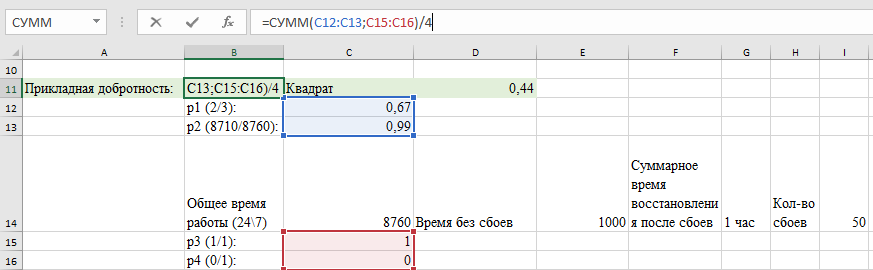 СУММ
=СУММ(C12:C13;C15:C16)/4
A B C D E F G H I
10
11 Прикладная добротность: C13;C15:C16)/4 Квадрат 0,44
12 p1 (2/3): 0,67
13 p2 (8710/8760): 0,99
Суммарное
время
Общее время восстановлени Кол-во
14 работы (24\7) 8760 Время без сбоев 1000 я после сбоев 1 час сбоев 50
15 p3 (1/1): 1
16 p4 (0/1): 0